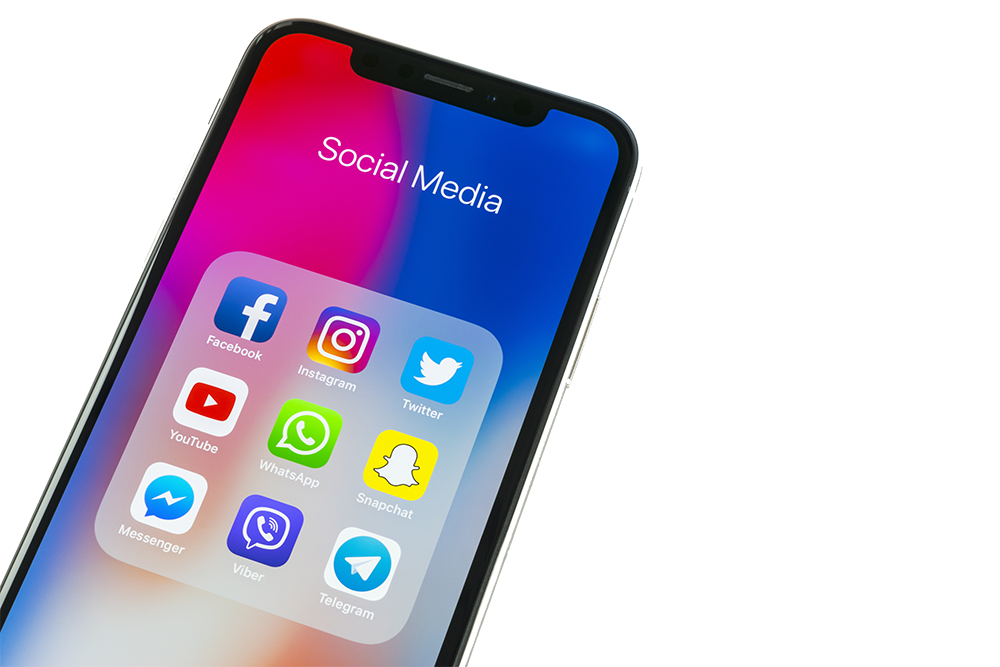 Social Media
Facebook
Instagram
Twitter
YouTube
WhatsApp
Snapchat
Messenger
Viber
Telegram